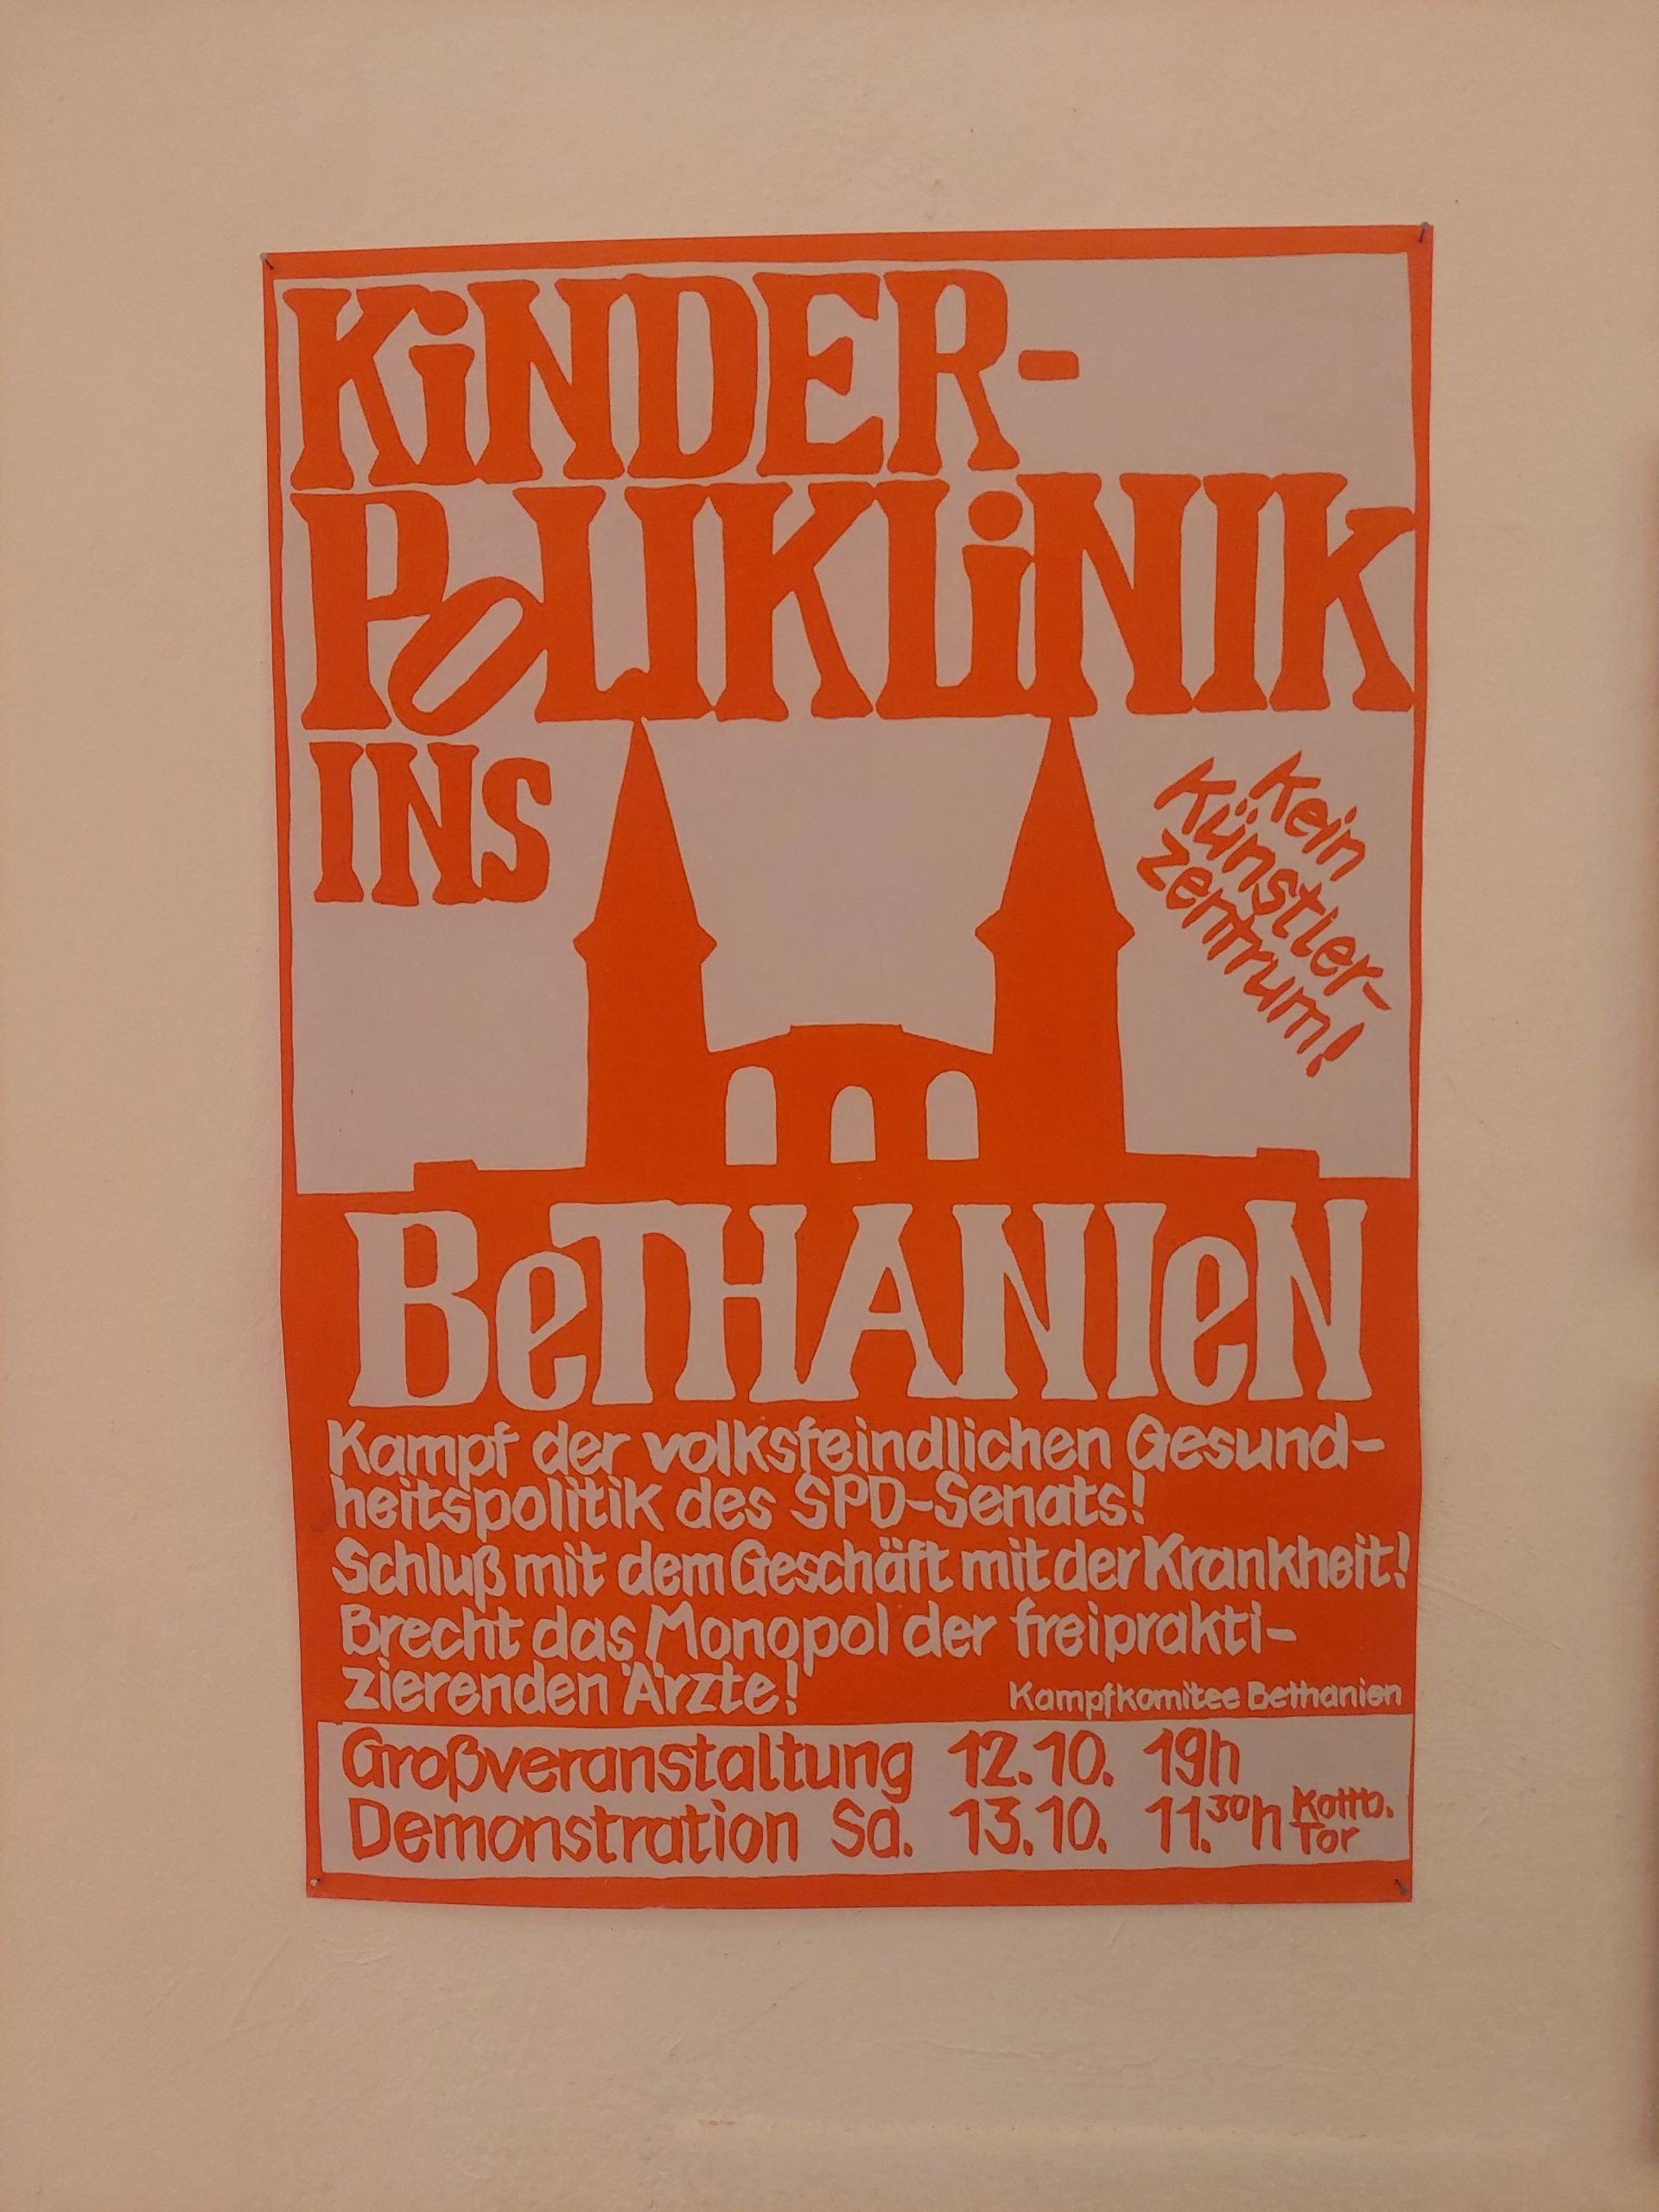 KiNDER-
POLIKLiNIK
INS
Kein
Künstler-
zentrum!
BeTHANIeN
Kampf der volksfeindlichen Gesund-
heitspolitik des SPD-Senats!
Schluß mit dem Geschäft mit der Krankheit!
Brecht das Monopol der freiprakti-
zierenden Ärzte!
Kampfkomitee Bethanien
Großveranstaltung 12.10. 19h
Demonstration Sa. 13.10. 11.30h Kottb.
Tor